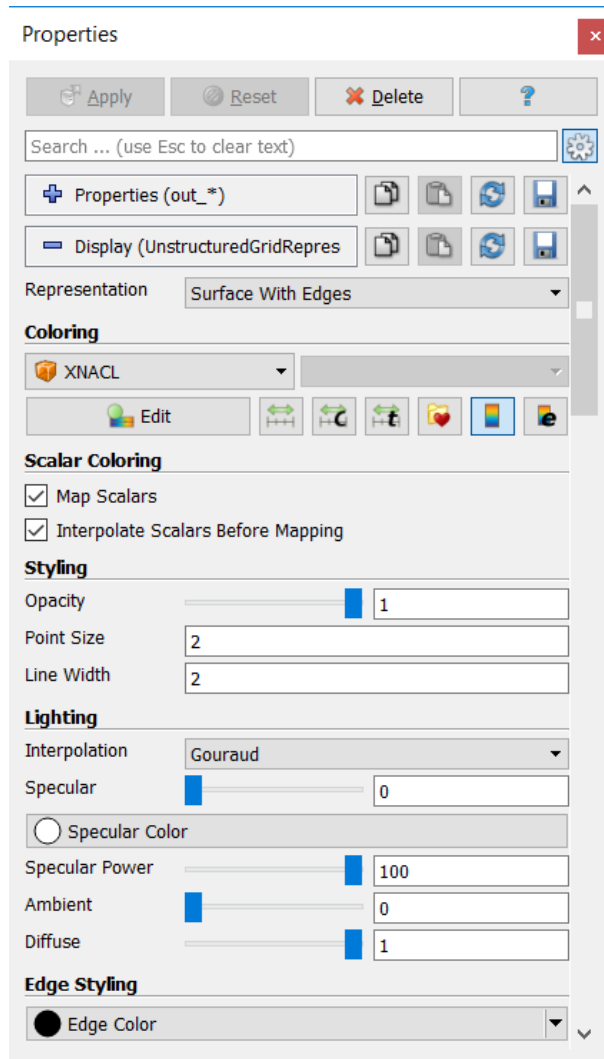 Properties
Apply Reset Delete ?
Search ... (use Esc to clear text)
Properties (out_*)
Display (UnstructuredGridRepres
Representation Surface With Edges
Coloring
XNACL
Edit C t e
Scalar Coloring
Map Scalars
Interpolate Scalars Before Mapping
Styling
Opacity 1
Point Size 2
Line Width 2
Lighting
Interpolation Gouraud
Specular 0
Specular Color
Specular Power 100
Ambient 0
Diffuse 1
Edge Styling
Edge Color